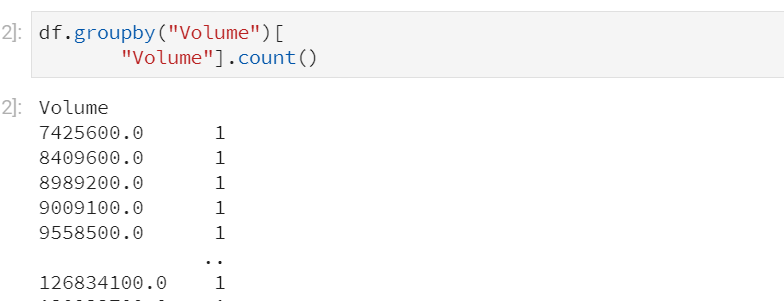 2]: df.groupby("Volume")[
"Volume"].count()
2]: Volume
7425600.0 1
8409600.0 1
8989200.0 1
9009100.0 1
9558500.0 1
..
126834100.0 1